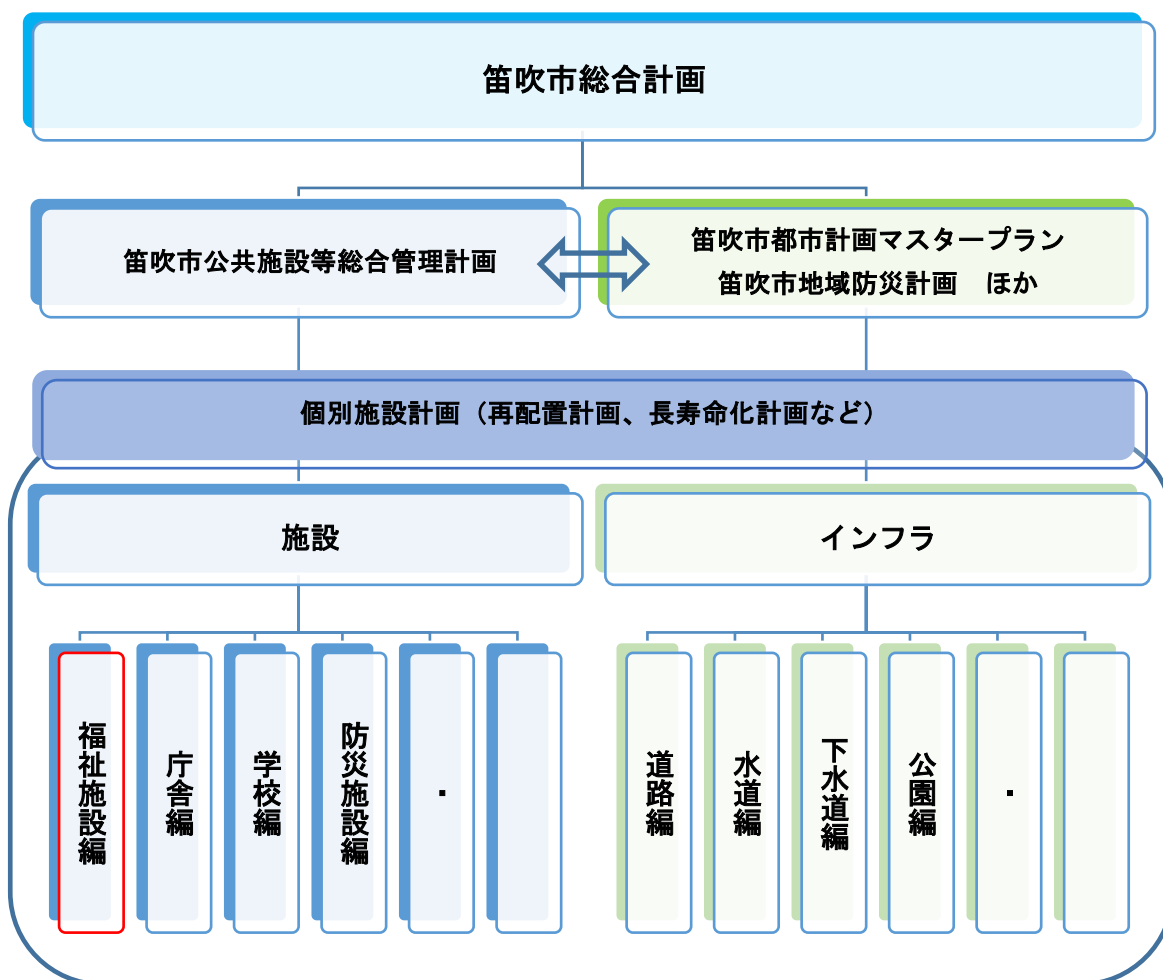 笛吹市総合計画
笛吹市公共施設等総合管理計画
笛吹市都市計画マスタープラン
笛吹市地域防災計画　ほか
個別施設計画（再配置計画、長寿命化計画など）
施設
インフラ
福祉施設編
庁舎編
学校編
防災施設編
・
道路編
水道編
下水道編
公園編
・